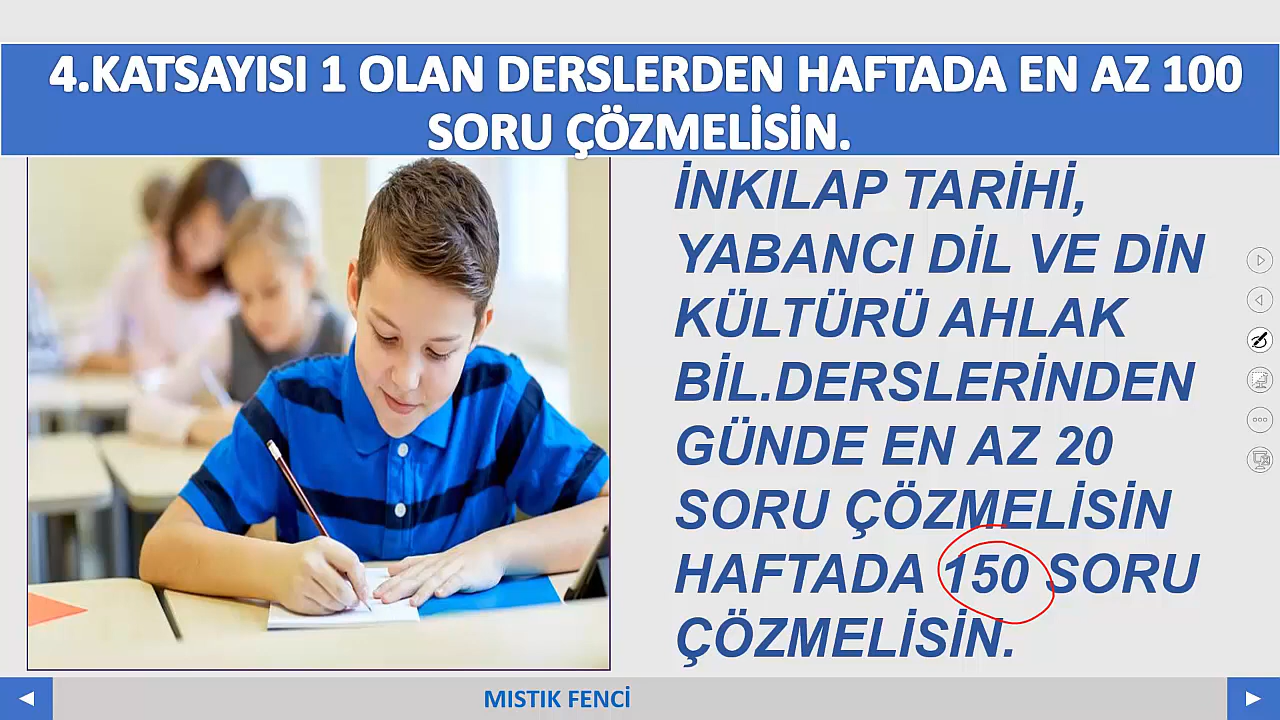 4.KATSAYISI 1 OLAN DERSLERDEN HAFTADA EN AZ 100
SORU ÇÖZMELİSİN.
İNKILAP TARİHİ,
YABANCI DİL VE DİN
KÜLTÜRÜ AHLAK
BİL.DERSLERİNDEN
GÜNDE EN AZ 20
SORU ÇÖZMELİSİN
HAFTADA 150 SORU
ÇÖZMELİSİN.
MISTIK FENCİ